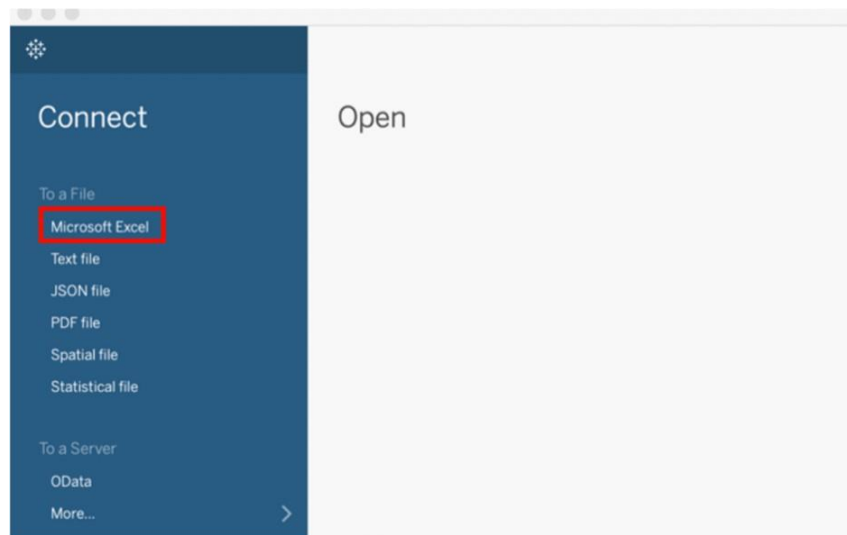 Connect
Open
To a File
Microsoft Excel
Text file
JSON file
PDF file
Spatial file
Statistical file
To a Server
OData
More...